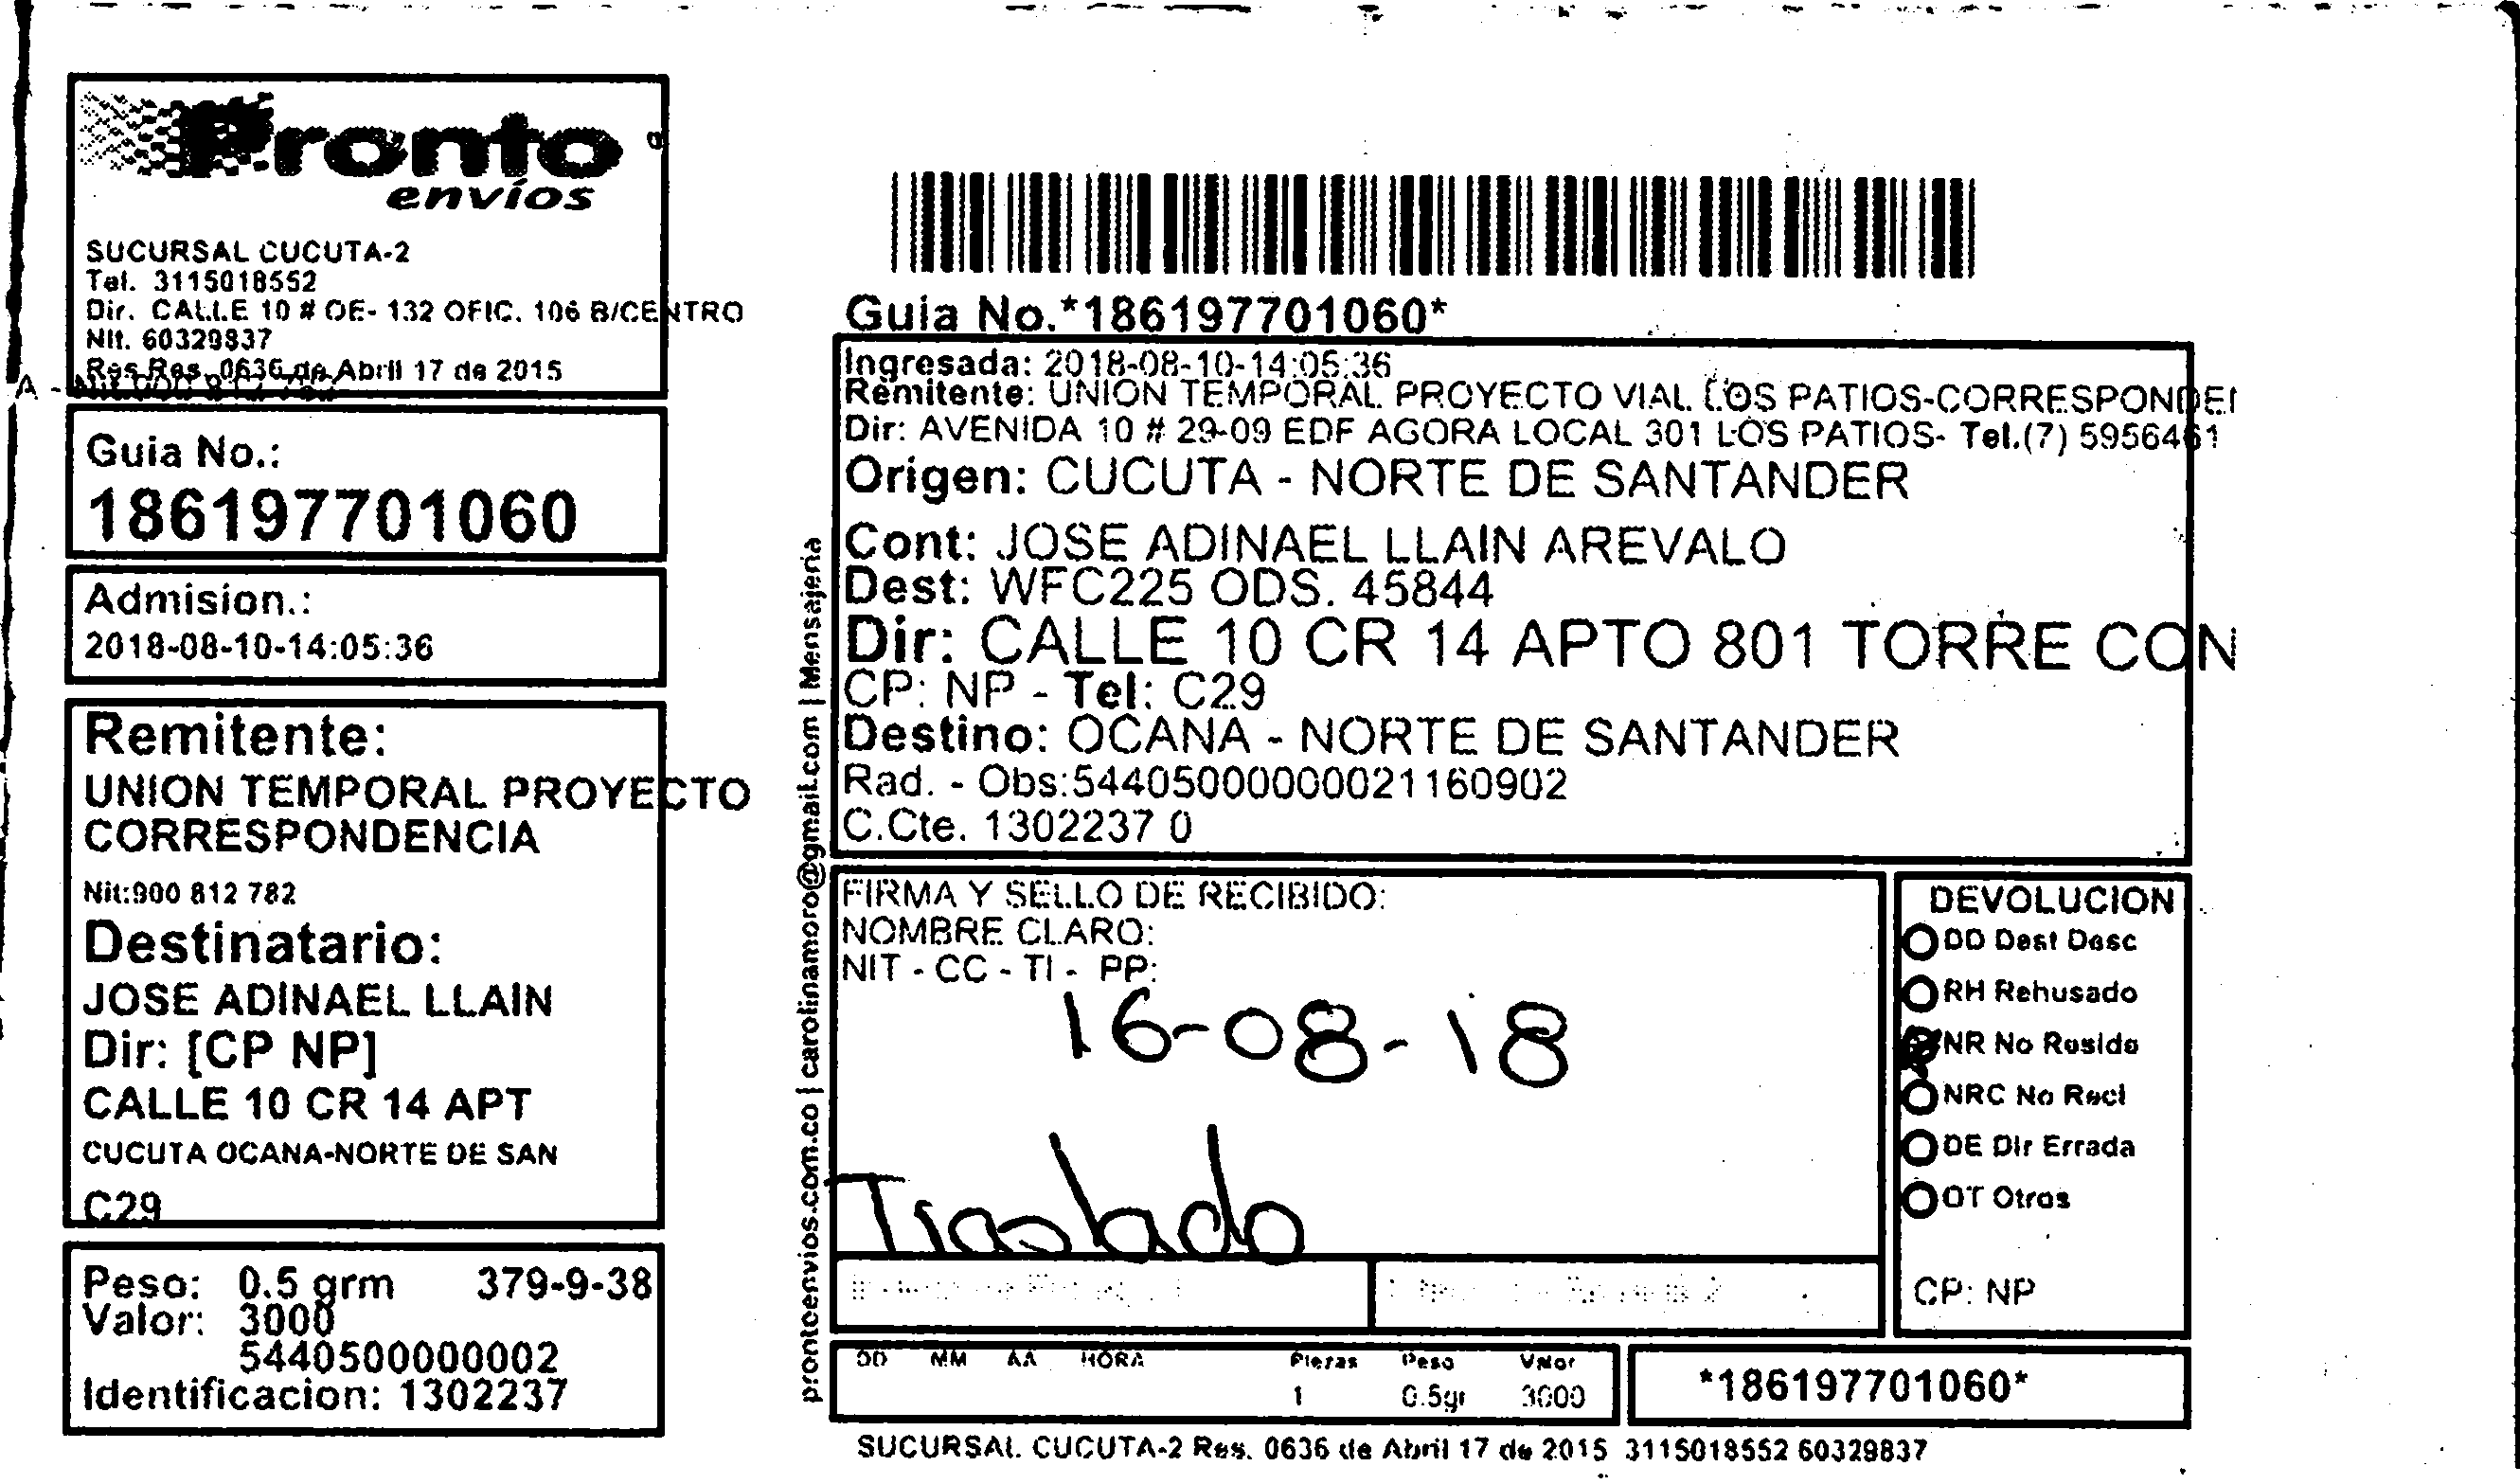 Pronto
envíos
SUCURSAL CUCUTA-2
Tel. 3115018552
Dir. CALLE 10 # OE- 132 OFIC. 106 B/CENTRO
Nit. 60329837
Res.Res. 0636 de Abril 17 de 2015
Guia No.:
186197701060
Admision.:
2018-08-10-14:05:36
Remitente:
UNION TEMPORAL PROYECTO
CORRESPONDENCIA
Nit:900 812 782
Destinatario:
JOSE ADINAEL LLAIN
Dir: [CP NP]
CALLE 10 CR 14 APT
CUCUTA OCANA-NORTE DE SAN
C29
Peso: 0.5 grm 379-9-38
Valor: 3000
5440500000002
Identificacion: 1302237
prontoenvios.com.co | carolinamoro@gmail.com | Mensajeria
Guia No.*186197701060*
Ingresada: 2018-08-10-14:05:36
Remitente: UNION TEMPORAL PROYECTO VIAL LOS PATIOS-CORRESPONDEN
Dir: AVENIDA 10 # 29-09 EDF AGORA LOCAL 301 LOS PATIOS- Tel.(7) 5956461
Origen: CUCUTA - NORTE DE SANTANDER
Cont: JOSE ADINAEL LLAIN AREVALO
Dest: WFC225 ODS. 45844
Dir: CALLE 10 CR 14 APTO 801 TORRE CON
CP: NP - Tel: C29
Destino: OCANA - NORTE DE SANTANDER
Rad. - Obs:544050000000021160902
C.Cte. 1302237 0
FIRMA Y SELLO DE RECIBIDO:
NOMBRE CLARO:
NIT - CC - TI - PP:
16-08-18
Traslado
DEVOLUCION
DD Dest Desc
RH Rehusado
NR No Reside
NRC No Recl
DE Dir Errada
OT Otros
CP: NP
DD MM AA HORA Piezas Peso Valor
1 0.5gr 3000
*186197701060*
SUCURSAL CUCUTA-2 Res. 0636 de Abril 17 de 2015 3115018552 60329837